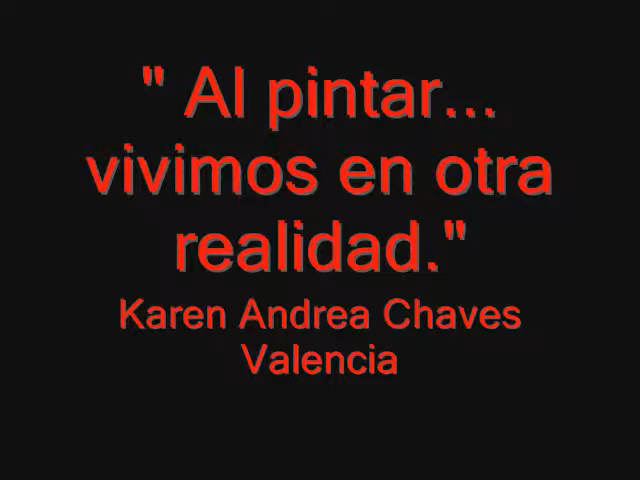 " Al pintar...
vivimos en otra
realidad."
Karen Andrea Chaves
Valencia